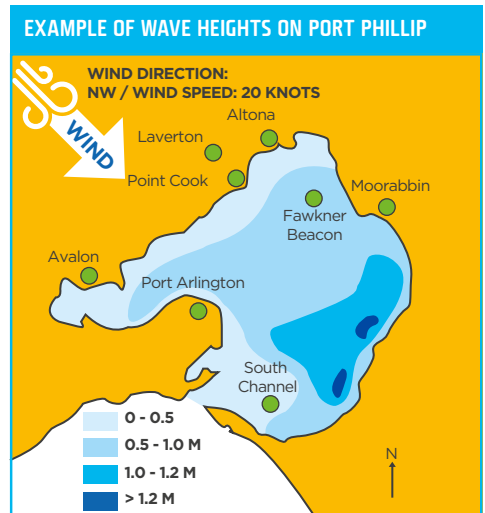 EXAMPLE OF WAVE HEIGHTS ON PORT PHILLIP
WIND DIRECTION:
NW / WIND SPEED: 20 KNOTS
WIND
Altona
Laverton
Point Cook
Moorabbin
Fawkner
Beacon
Avalon
Port Arlington
South
Channel
0 - 0.5
0.5 - 1.0 M
1.0 - 1.2 M
> 1.2 M
N